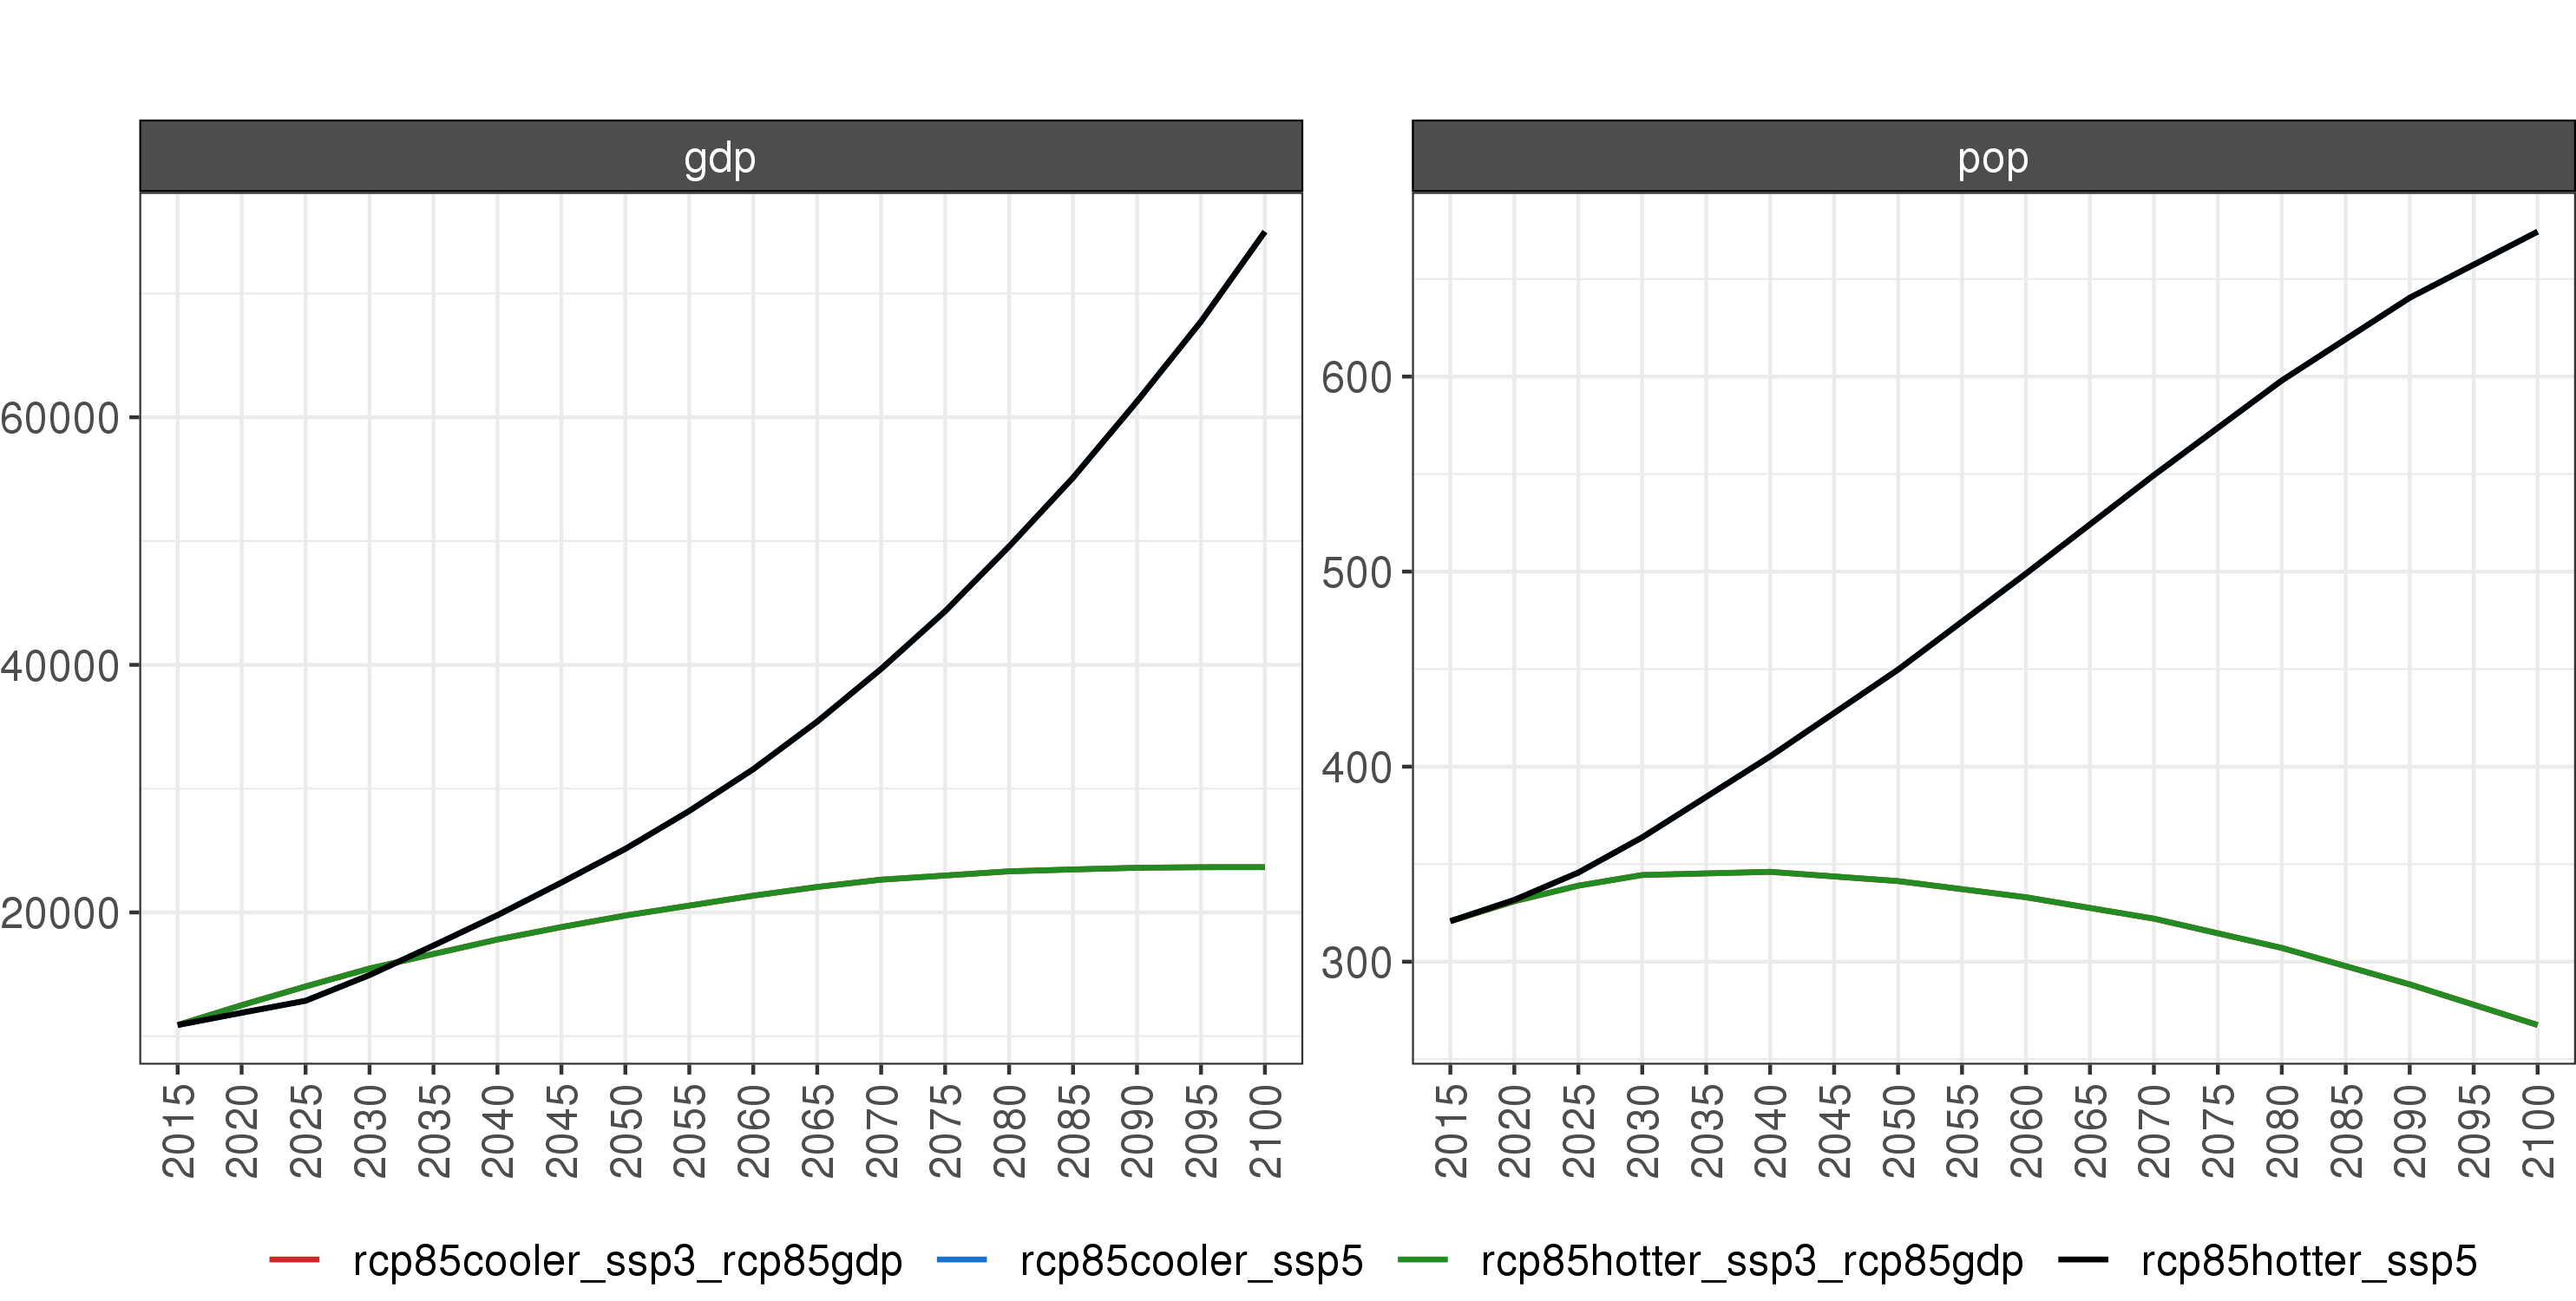 gdp pop
60000
40000
20000
600
500
400
300
2015 2020 2025 2030 2035 2040 2045 2050 2055 2060 2065 2070 2075 2080 2085 2090 2095 2100
2015 2020 2025 2030 2035 2040 2045 2050 2055 2060 2065 2070 2075 2080 2085 2090 2095 2100
rcp85cooler_ssp3_rcp85gdp rcp85cooler_ssp5 rcp85hotter_ssp3_rcp85gdp rcp85hotter_ssp5